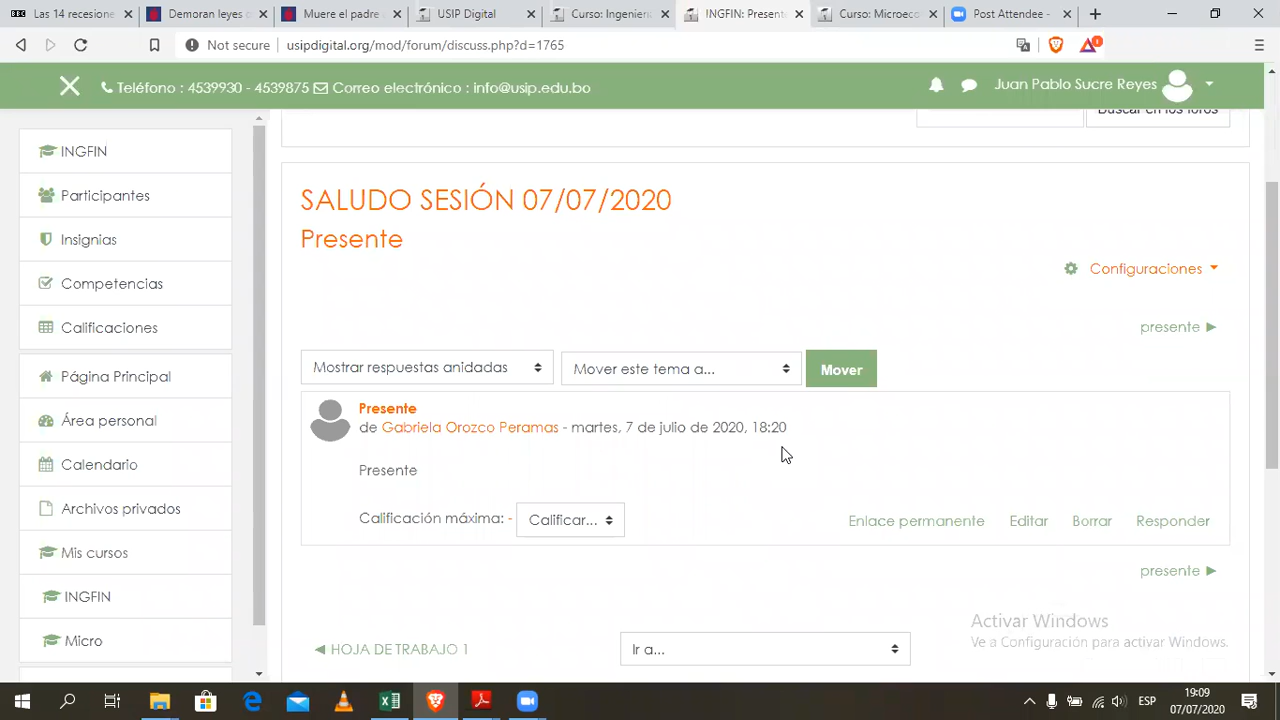 Las 14 recesione
Demoran leyes c
Muere el padre
USIP Digital
Curso: Ingenieri
INGFIN: Present
Curso: Microecc
Post Attendee -
Not secure
usipdigital.org/mod/forum/discuss.php?d=1765
Teléfono : 4539930 - 4539875 Correo electrónico : info@usip.edu.bo
Juan Pablo Sucre Reyes
Buscar en los foros
INGFIN
Participantes
Insignias
Competencias
Calificaciones
Página Principal
Área personal
Calendario
Archivos privados
Mis cursos
INGFIN
Micro
SALUDO SESIÓN 07/07/2020
Presente
Configuraciones
presente ►
Mostrar respuestas anidadas
Mover este tema a...
Mover
Presente
de Gabriela Orozco Peramas - martes, 7 de julio de 2020, 18:20
Presente
Calificación máxima: -
Calificar...
Enlace permanente
Editar
Borrar
Responder
presente ►
Activar Windows
Ve a Configuración para activar Windows.
◄ HOJA DE TRABAJO 1
Ir a...
ESP
19:09
07/07/2020